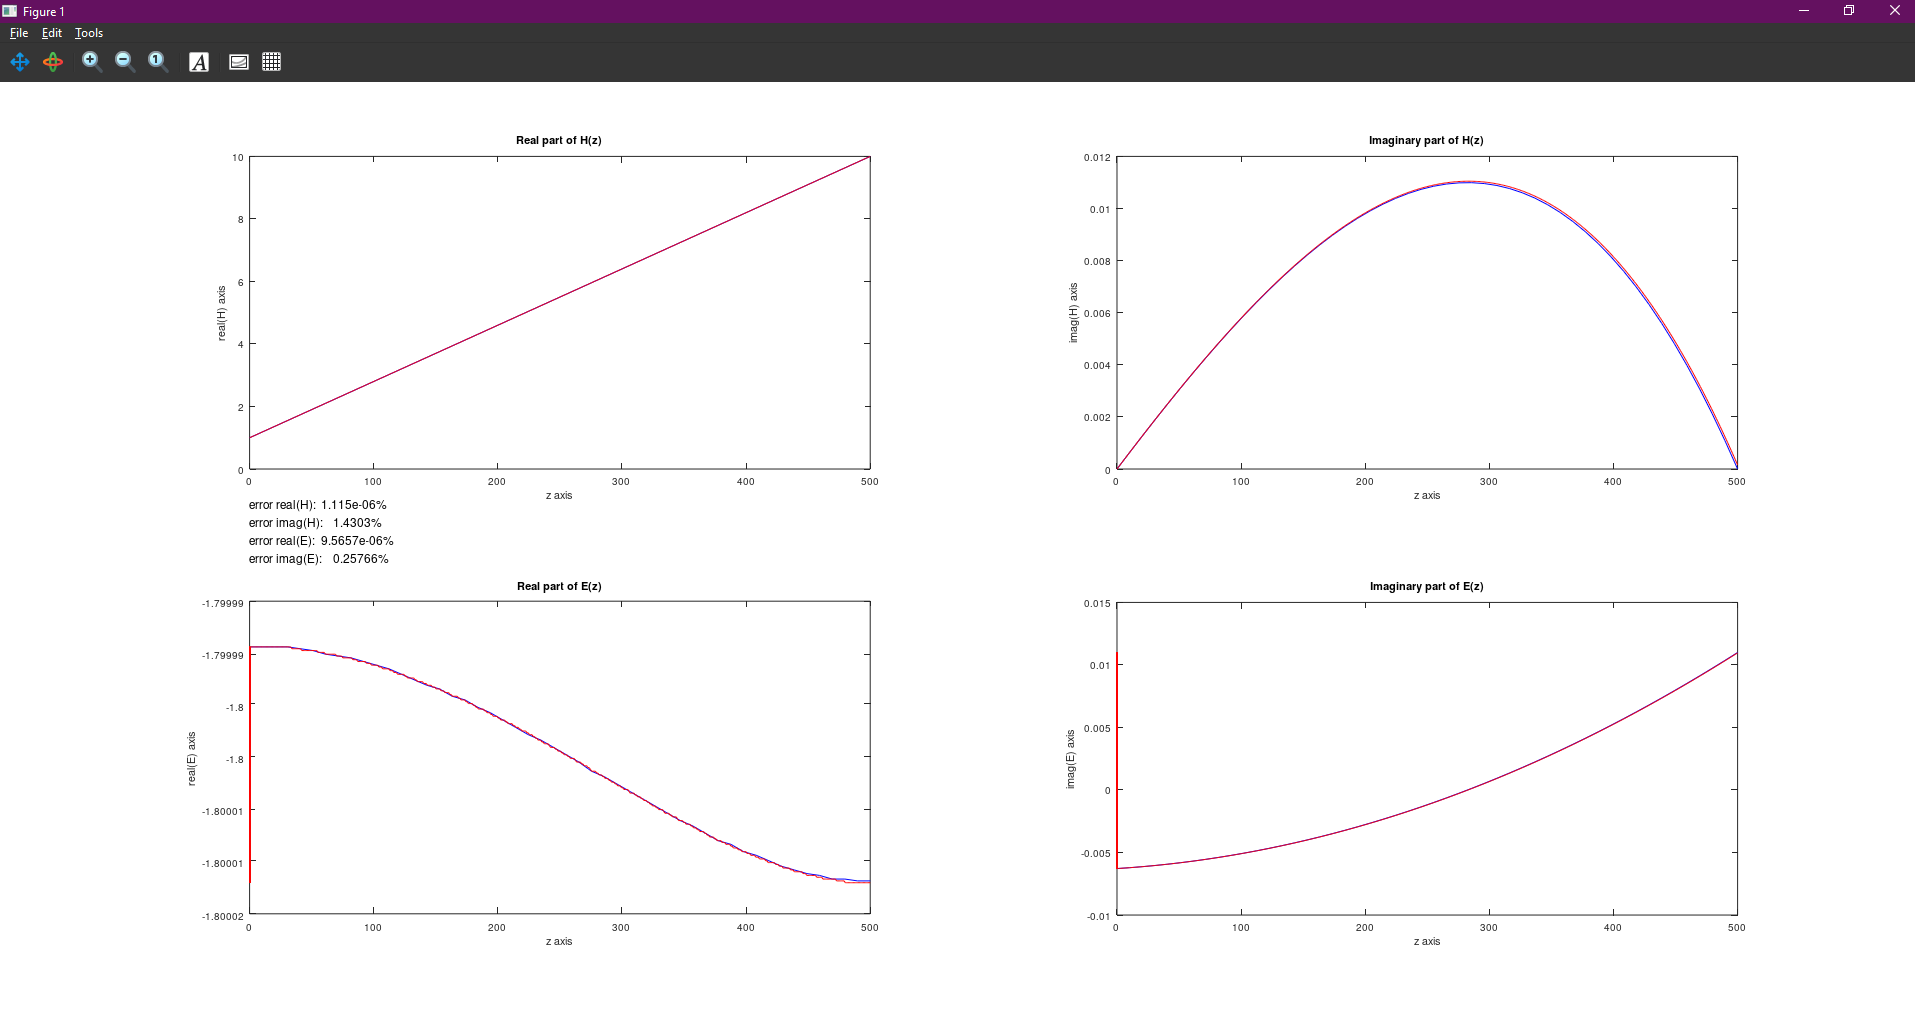 Figure 1
File Edit Tools
1 A
Real part of H(z)
10
8
6
4
2
0
real(H) axis
0 100 200 300 400 500
z axis
Imaginary part of H(z)
0.012
0.01
0.008
0.006
0.004
0.002
0
imag(H) axis
0 100 200 300 400 500
z axis
error real(H): 1.115e-06%
error imag(H): 1.4303%
error real(E): 9.5657e-06%
error imag(E): 0.25766%
Real part of E(z)
-1.79999
-1.79999
-1.8
-1.8
-1.80001
-1.80001
-1.80002
real(E) axis
0 100 200 300 400 500
z axis
Imaginary part of E(z)
0.015
0.01
0.005
0
-0.005
-0.01
imag(E) axis
0 100 200 300 400 500
z axis